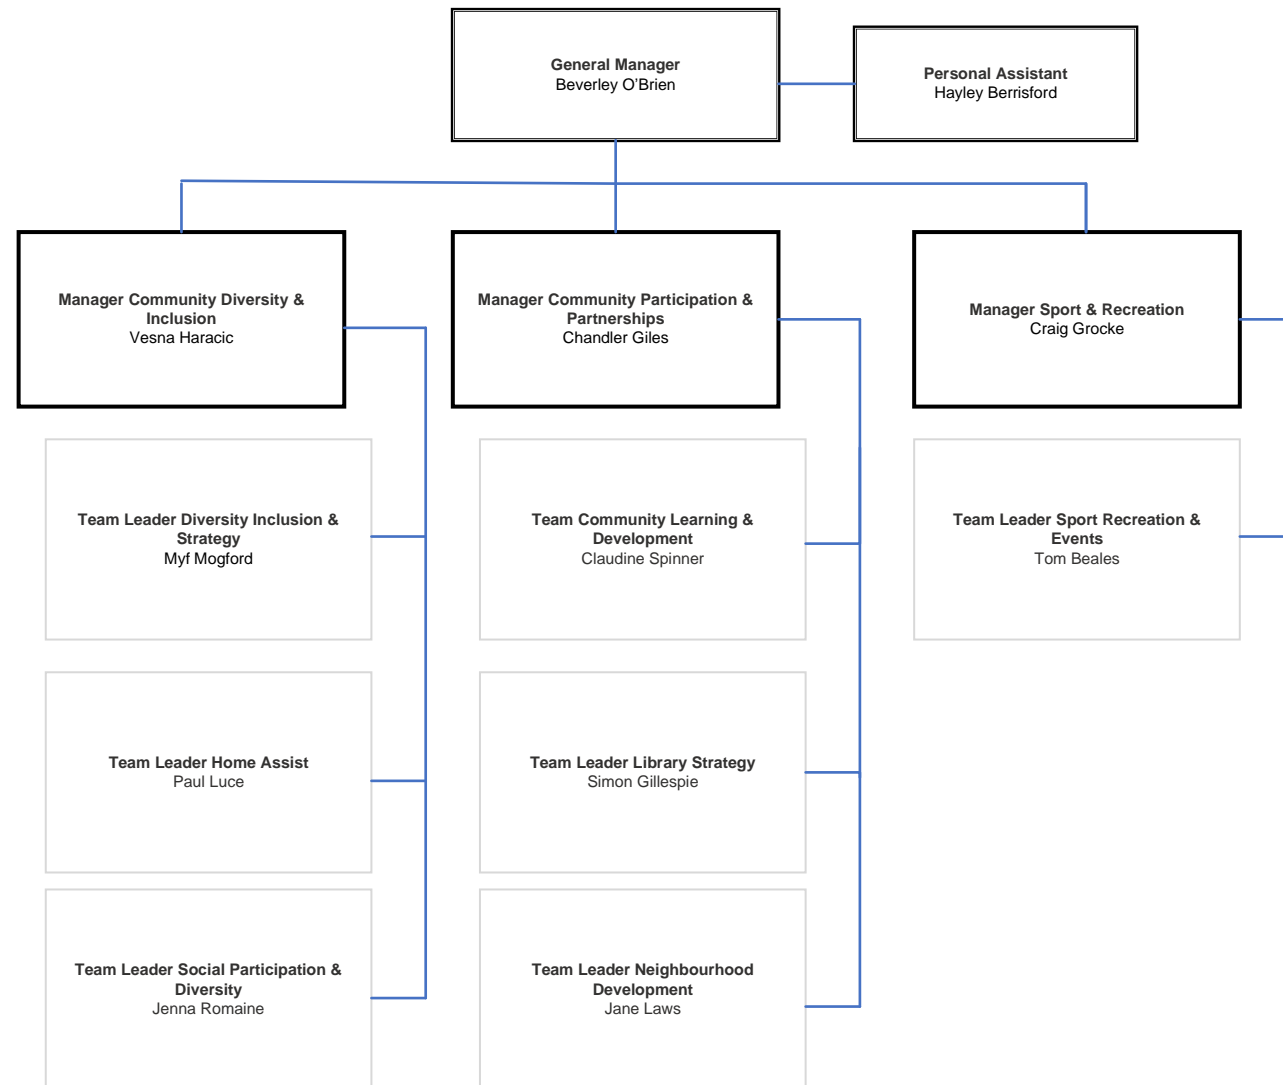 General Manager
Beverley O'Brien
Personal Assistant
Hayley Berrisford
Manager Community Diversity &
Inclusion
Vesna Haracic
Manager Community Participation &
Partnerships
Chandler Giles
Manager Sport & Recreation
Craig Grocke
Team Leader Diversity Inclusion &
Strategy
Myf Mogford
Team Community Learning &
Development
Claudine Spinner
Team Leader Sport Recreation &
Events
Tom Beales
Team Leader Home Assist
Paul Luce
Team Leader Library Strategy
Simon Gillespie
Team Leader Social Participation &
Diversity
Jenna Romaine
Team Leader Neighbourhood
Development
Jane Laws